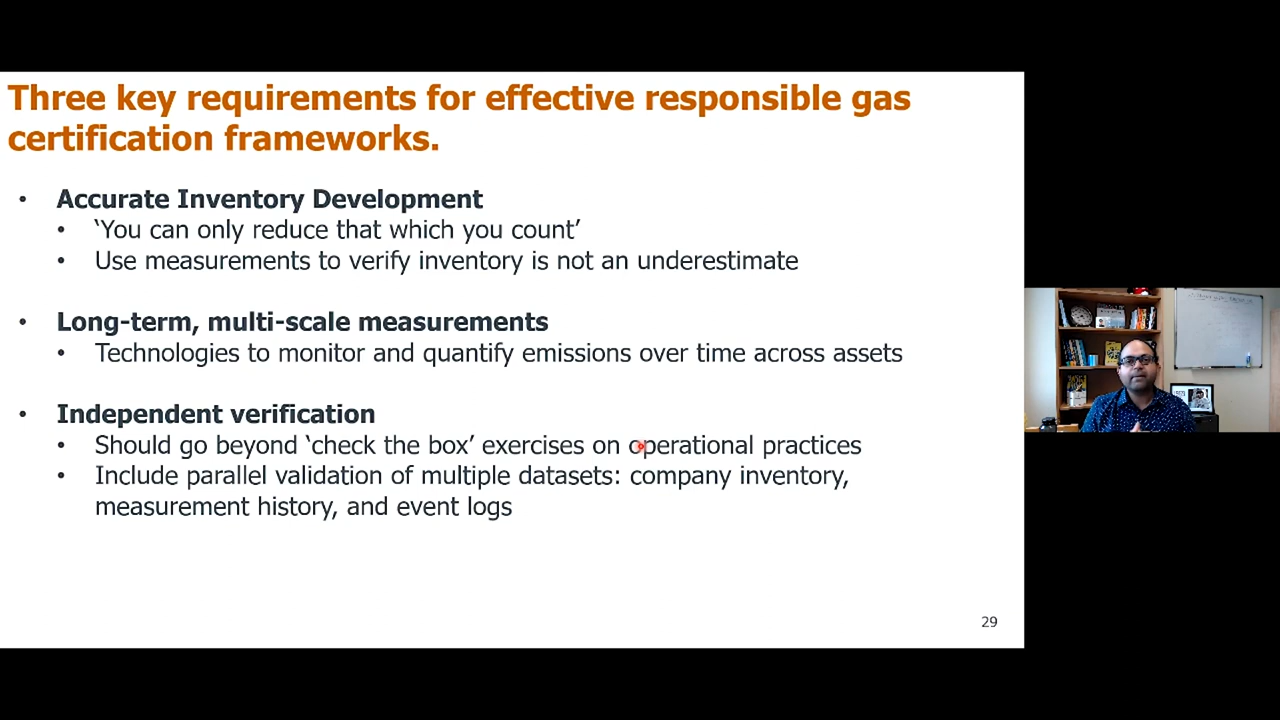 Three key requirements for effective responsible gas
certification frameworks.
• Accurate Inventory Development
• ‘You can only reduce that which you count’
• Use measurements to verify inventory is not an underestimate
• Long-term, multi-scale measurements
• Technologies to monitor and quantify emissions over time across assets
• Independent verification
• Should go beyond ‘check the box’ exercises on operational practices
• Include parallel validation of multiple datasets: company inventory,
measurement history, and event logs
29